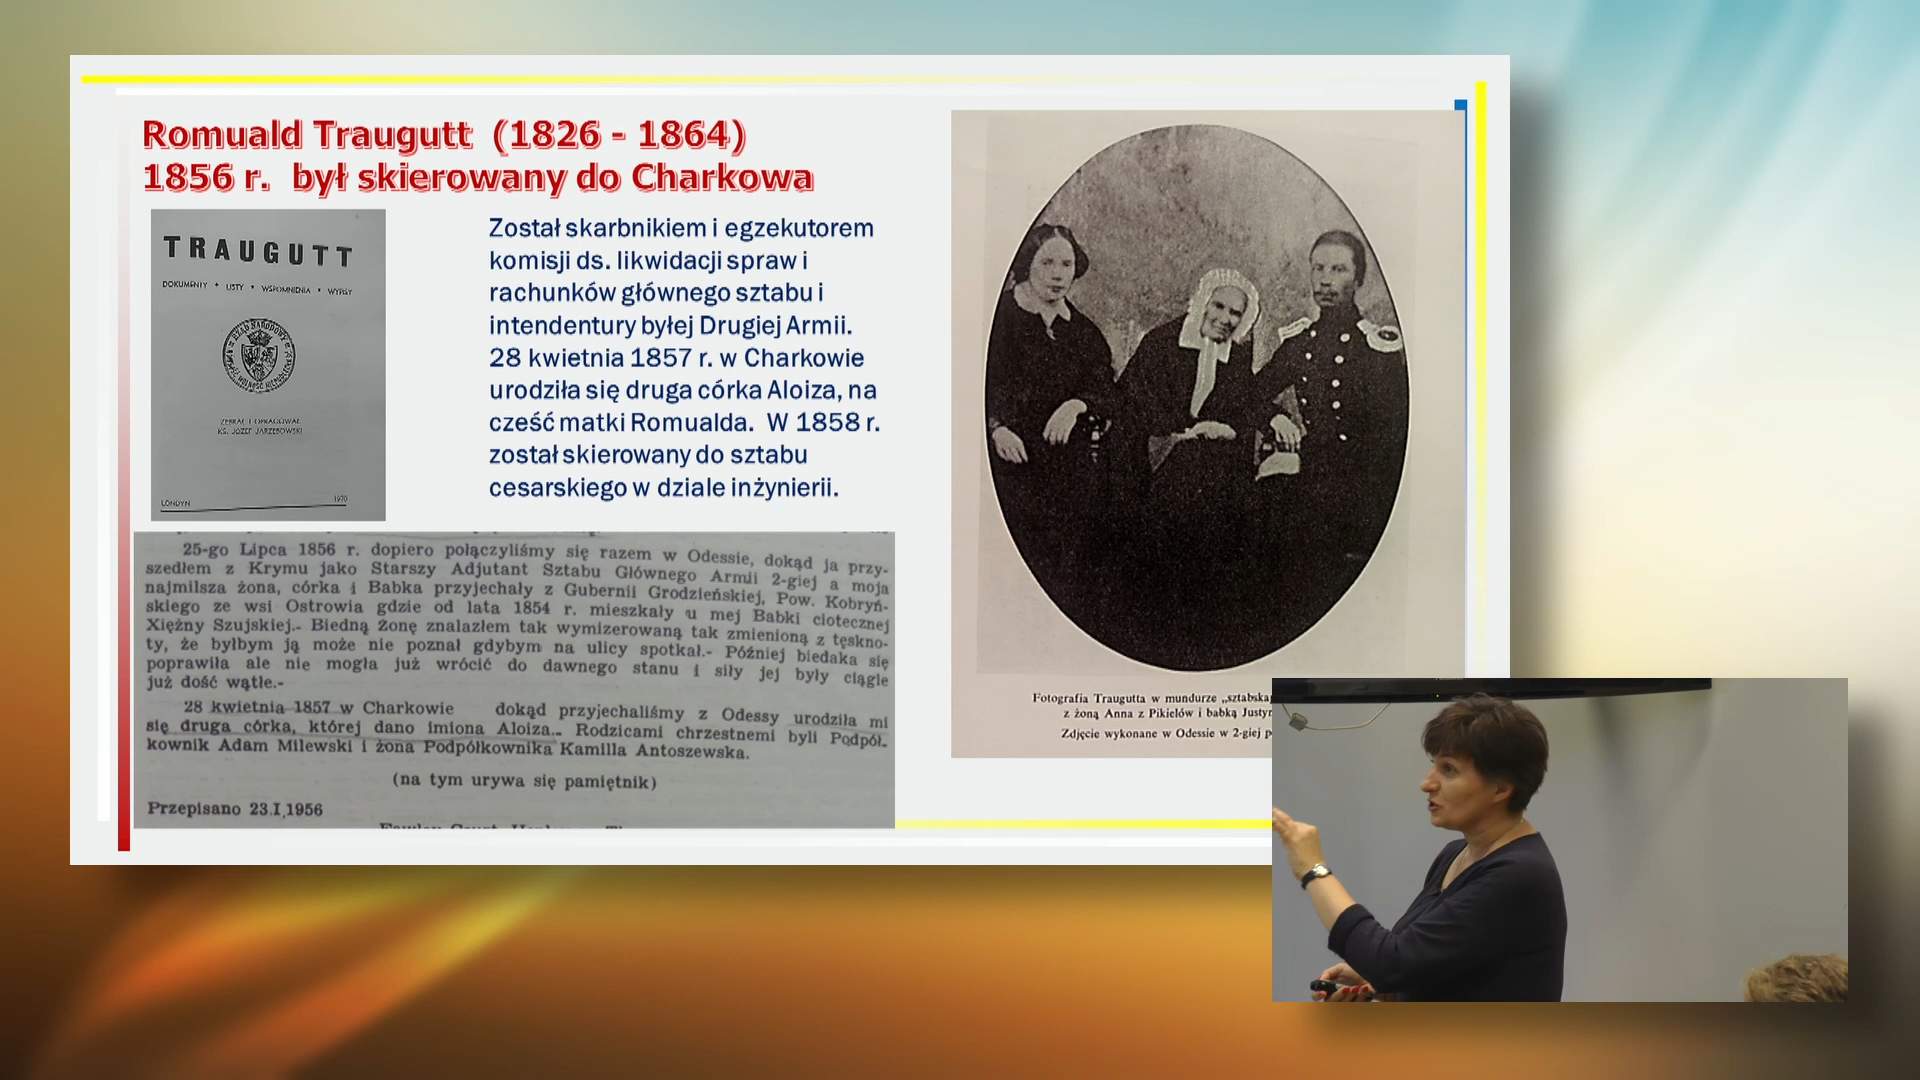 Romuald Traugutt (1826 - 1864)
1856 r. był skierowany do Charkowa
TRAUGUTT
DOKUMENTY • LISTY • WSPOMNIENIA • WYPISY
ZEBRAŁ I OPRACOWAŁ
KS. JÓZEF JARZĘBOWSKI
LONDYN 1970
Został skarbnikiem i egzekutorem
komisji ds. likwidacji spraw i
rachunków głównego sztabu i
intendentury byłej Drugiej Armii.
28 kwietnia 1857 r. w Charkowie
urodziła się druga córka Aloiza, na
cześć matki Romualda. W 1858 r.
został skierowany do sztabu
cesarskiego w dziale inżynierii.
25-go Lipca 1856 r. dopiero połączyliśmy się razem w Odessie, dokąd ja przy-
szedłem z Krymu jako Starszy Adjutant Sztabu Głównego Armii 2-giej a moja
najmilsza żona, córka i Babka przyjechały z Gubernii Grodzieńskiej, Pow. Kobryń-
skiego ze wsi Ostrowia gdzie od lata 1854 r. mieszkały u mej Babki ciotecznej
Xiężny Szujskiej.- Biedną Żonę znalazłem tak wymizerowaną tak zmienioną z tęskno-
ty, że byłbym ją może nie poznał gdybym na ulicy spotkał.- Później biedaka się
poprawiła ale nie mogła już wrócić do dawnego stanu i siły jej były ciągle
już dość wątłe.-
28 kwietnia 1857 w Charkowie dokąd przyjechaliśmy z Odessy urodziła mi
się druga córka, której dano imiona Aloiza.. Rodzicami chrzestnemi byli Podpół-
kownik Adam Milewski i żona Podpółkownika Kamilla Antoszewska.
(na tym urywa się pamiętnik)
Przepisano 23.I.1956
Fotografia Traugutta w mundurze „sztabska
z żoną Anna z Pikielów i babką Justyn
Zdjęcie wykonane w Odessie w 2-giej p